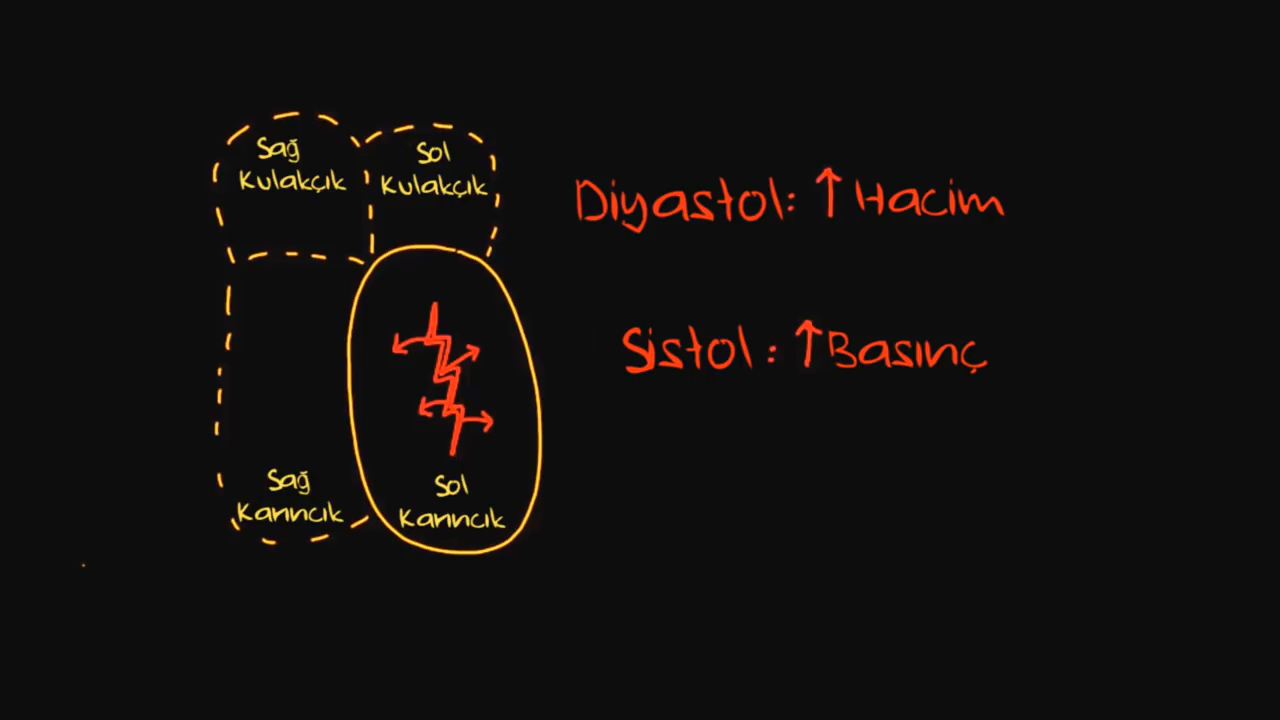 Sağ
Kulakçık
Sol
Kulakçık
Diyastol: ↑ Hacim
Sistol: ↑ Basınç
Sağ
Karıncık
Sol
Karıncık